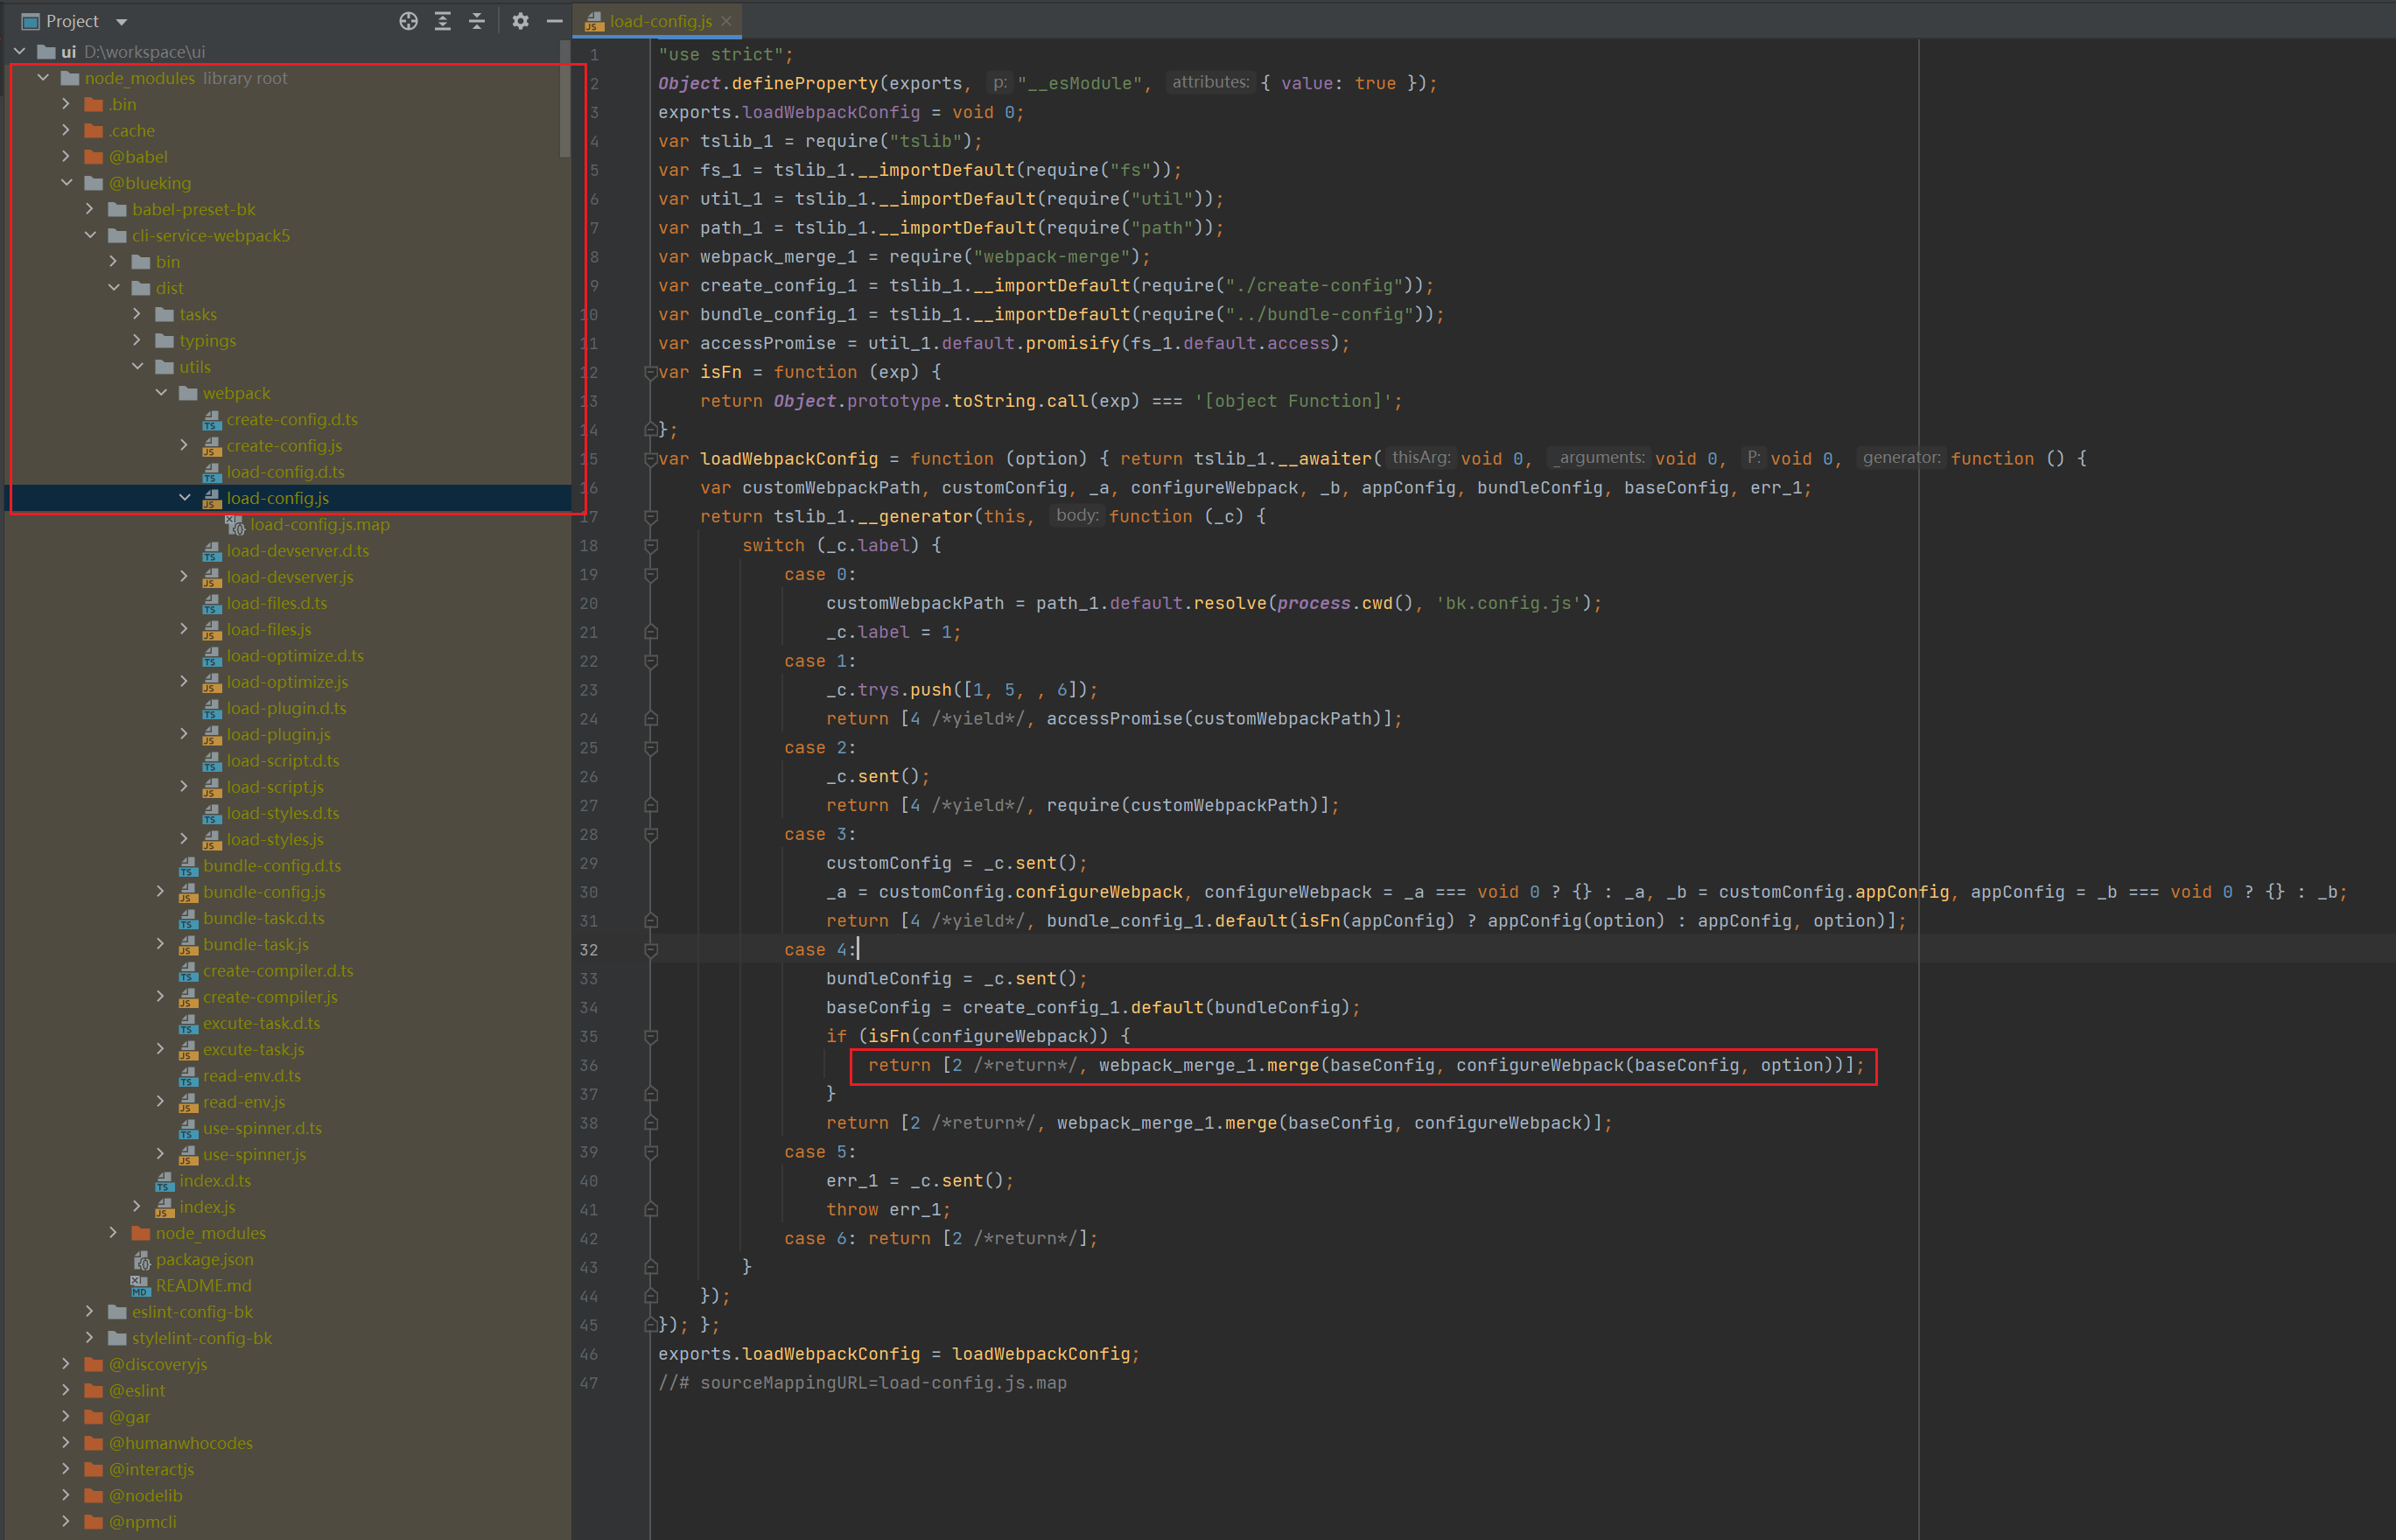 Project
ui D:\workspace\ui
node_modules library root
.bin
.cache
@babel
@blueking
babel-preset-bk
cli-service-webpack5
bin
dist
tasks
typings
utils
webpack
create-config.d.ts
create-config.js
load-config.d.ts
load-config.js
load-config.js.map
load-devserver.d.ts
load-devserver.js
load-files.d.ts
load-files.js
load-optimize.d.ts
load-optimize.js
load-plugin.d.ts
load-plugin.js
load-script.d.ts
load-script.js
load-styles.d.ts
load-styles.js
bundle-config.d.ts
bundle-config.js
bundle-task.d.ts
bundle-task.js
create-compiler.d.ts
create-compiler.js
excute-task.d.ts
excute-task.js
read-env.d.ts
read-env.js
use-spinner.d.ts
use-spinner.js
index.d.ts
index.js
node_modules
package.json
README.md
eslint-config-bk
stylelint-config-bk
@discoveryjs
@eslint
@gar
@humanwhocodes
@interactjs
@nodelib
@npmcli
load-config.js
1 "use strict";
2 Object.defineProperty(exports, p: "__esModule", attributes: { value: true });
3 exports.loadWebpackConfig = void 0;
4 var tslib_1 = require("tslib");
5 var fs_1 = tslib_1.__importDefault(require("fs"));
6 var util_1 = tslib_1.__importDefault(require("util"));
7 var path_1 = tslib_1.__importDefault(require("path"));
8 var webpack_merge_1 = require("webpack-merge");
9 var create_config_1 = tslib_1.__importDefault(require("./create-config"));
10 var bundle_config_1 = tslib_1.__importDefault(require("../bundle-config"));
11 var accessPromise = util_1.default.promisify(fs_1.default.access);
12 var isFn = function (exp) {
13 return Object.prototype.toString.call(exp) === '[object Function]';
14 };
15 var loadWebpackConfig = function (option) { return tslib_1.__awaiter( thisArg: void 0, _arguments: void 0, P: void 0, generator: function () {
16 var customWebpackPath, customConfig, _a, configureWebpack, _b, appConfig, bundleConfig, baseConfig, err_1;
17 return tslib_1.__generator(this, body: function (_c) {
18 switch (_c.label) {
19 case 0:
20 customWebpackPath = path_1.default.resolve(process.cwd(), 'bk.config.js');
21 _c.label = 1;
22 case 1:
23 _c.trys.push([1, 5, , 6]);
24 return [4 /*yield*/, accessPromise(customWebpackPath)];
25 case 2:
26 _c.sent();
27 return [4 /*yield*/, require(customWebpackPath)];
28 case 3:
29 customConfig = _c.sent();
30 _a = customConfig.configureWebpack, configureWebpack = _a === void 0 ? {} : _a, _b = customConfig.appConfig, appConfig = _b === void 0 ? {} : _b;
31 return [4 /*yield*/, bundle_config_1.default(isFn(appConfig) ? appConfig(option) : appConfig, option)];
32 case 4:
33 bundleConfig = _c.sent();
34 baseConfig = create_config_1.default(bundleConfig);
35 if (isFn(configureWebpack)) {
36 return [2 /*return*/, webpack_merge_1.merge(baseConfig, configureWebpack(baseConfig, option))];
37 }
38 return [2 /*return*/, webpack_merge_1.merge(baseConfig, configureWebpack)];
39 case 5:
40 err_1 = _c.sent();
41 throw err_1;
42 case 6: return [2 /*return*/];
43 }
44 });
45 }); };
46 exports.loadWebpackConfig = loadWebpackConfig;
47 //# sourceMappingURL=load-config.js.map